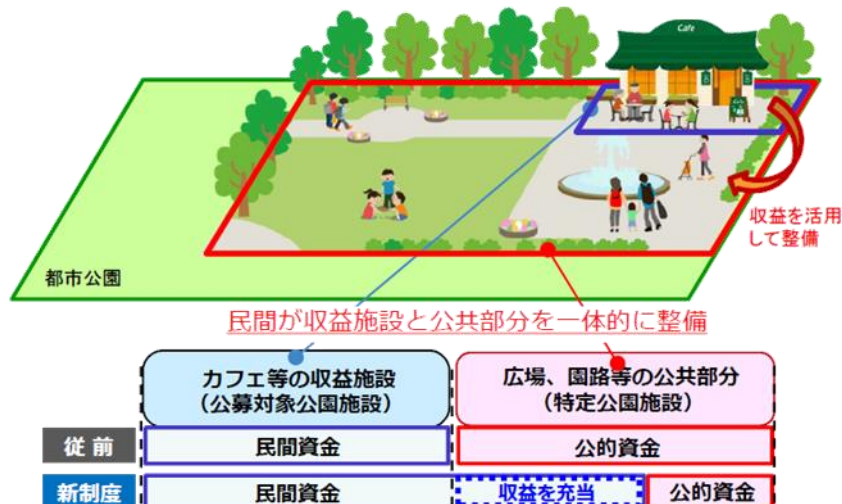 Cafe
収益を活用
して整備
都市公園
民間が収益施設と公共部分を一体的に整備
カフェ等の収益施設
(公募対象公園施設)
広場、園路等の公共部分
(特定公園施設)
従前
民間資金
公的資金
新制度
民間資金
収益を充当
公的資金